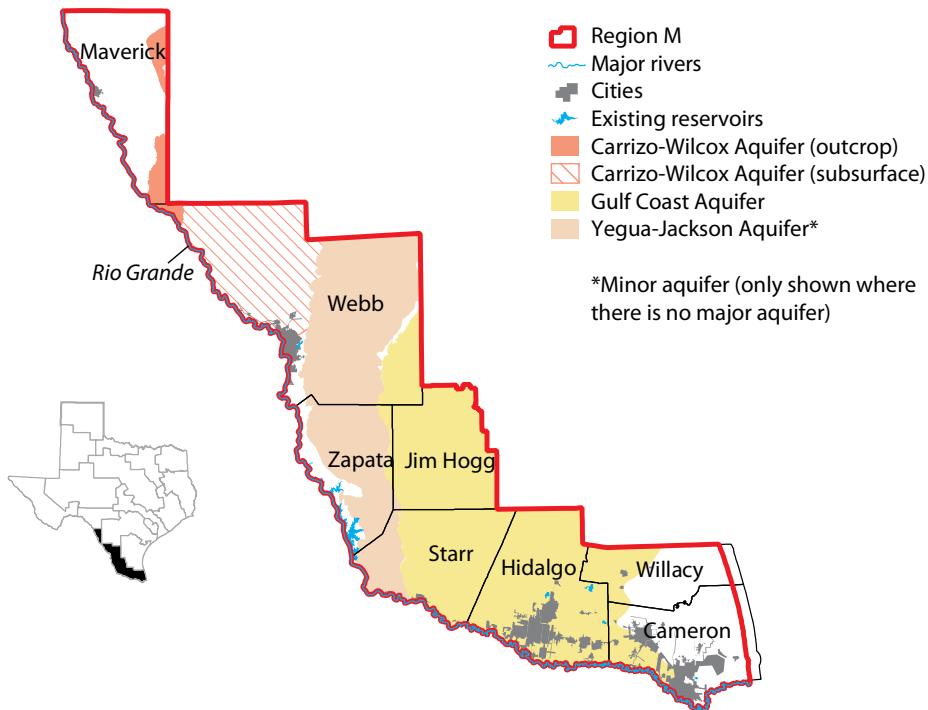 Maverick
Region M
Major rivers
Cities
Existing reservoirs
Carrizo-Wilcox Aquifer (outcrop)
Carrizo-Wilcox Aquifer (subsurface)
Gulf Coast Aquifer
Yegua-Jackson Aquifer*
*Minor aquifer (only shown where
there is no major aquifer)
Rio Grande
Webb
Zapata
Jim Hogg
Starr
Hidalgo
Willacy
Cameron